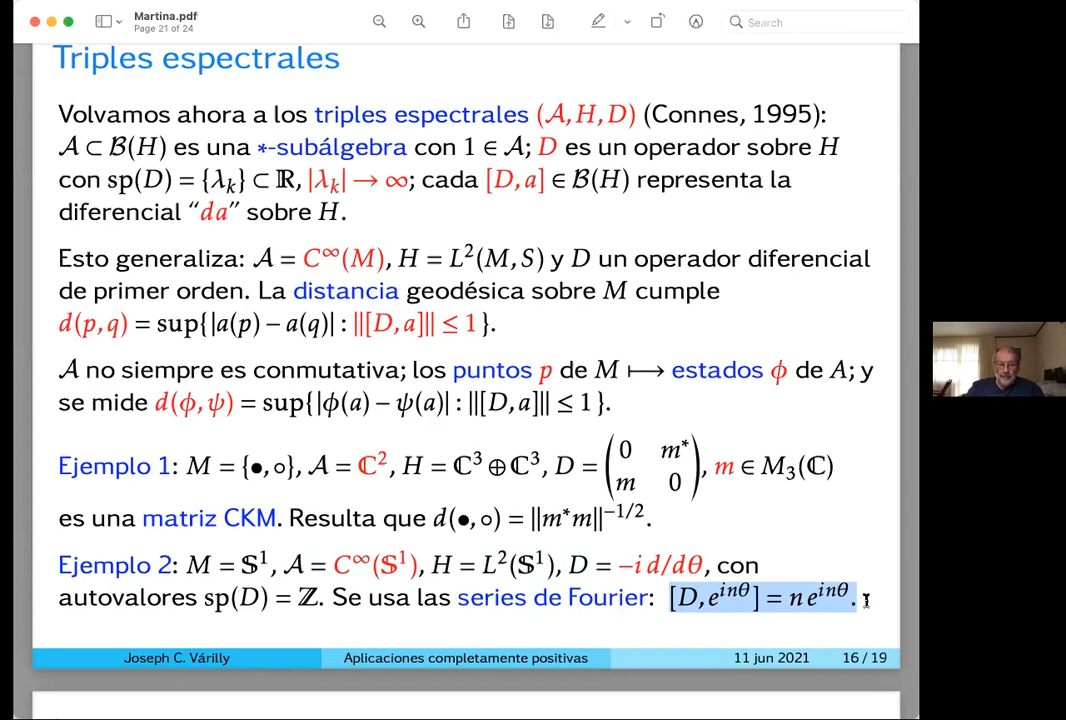 Martina.pdf
Page 21 of 24
Search
Triples espectrales
Volvamos ahora a los triples espectrales (𝒜, H, D) (Connes, 1995):
𝒜 ⊂ ℬ(H) es una *-subálgebra con 1 ∈ 𝒜; D es un operador sobre H
con sp(D) = {λₖ} ⊂ ℝ, |λₖ| → ∞; cada [D, a] ∈ ℬ(H) representa la
diferencial “da” sobre H.
Esto generaliza: 𝒜 = C^∞(M), H = L²(M, S) y D un operador diferencial
de primer orden. La distancia geodésica sobre M cumple
d(p, q) = sup{|a(p) − a(q)| : ‖[D, a]‖ ≤ 1}.
𝒜 no siempre es conmutativa; los puntos p de M ⟼ estados ϕ de A; y
se mide d(ϕ, ψ) = sup{|ϕ(a) − ψ(a)| : ‖[D, a]‖ ≤ 1}.
Ejemplo 1: M = {•, ∘}, 𝒜 = ℂ², H = ℂ³ ⊕ ℂ³, D = (0 m* / m 0), m ∈ M₃(ℂ)
es una matriz CKM. Resulta que d(•, ∘) = ‖m*m‖^{−1/2}.
Ejemplo 2: M = 𝕊¹, 𝒜 = C^∞(𝕊¹), H = L²(𝕊¹), D = −i d/dθ, con
autovalores sp(D) = ℤ. Se usa las series de Fourier: [D, e^{inθ}] = n e^{inθ}.
Joseph C. Várilly Aplicaciones completamente positivas 11 jun 2021 16 / 19